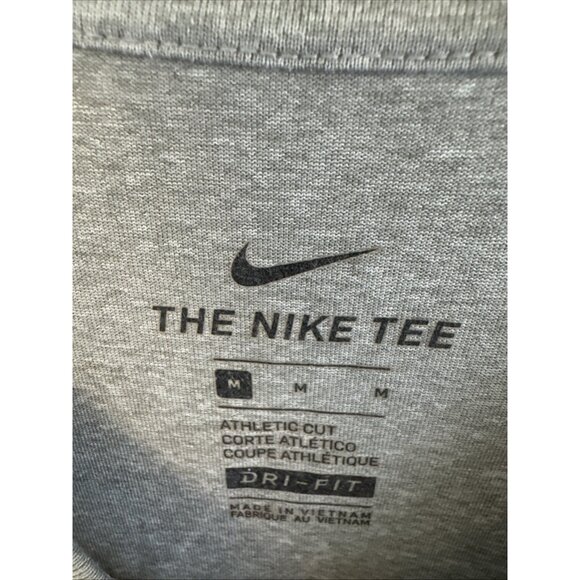 THE NIKE TEE
M M M
ATHLETIC CUT
CORTE ATLÉTICO
COUPE ATHLÉTIQUE
DRI-FIT
MADE IN VIETNAM
FABRIQUÉ AU VIETNAM